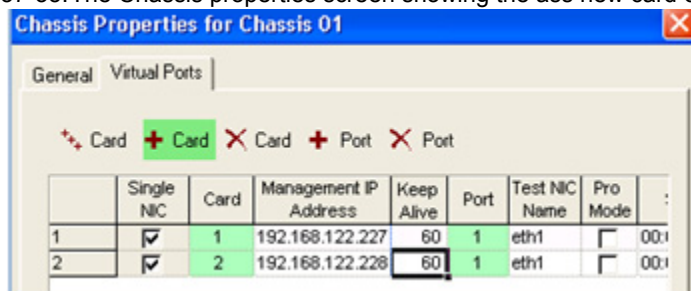 Chassis Properties for Chassis 01
General Virtual Ports
Card Card Card Port Port
Single NIC Card Management IP Address Keep Alive Port Test NIC Name Pro Mode
1 1 192.168.122.227 60 1 eth1 00:
2 2 192.168.122.228 60 1 eth1 00: